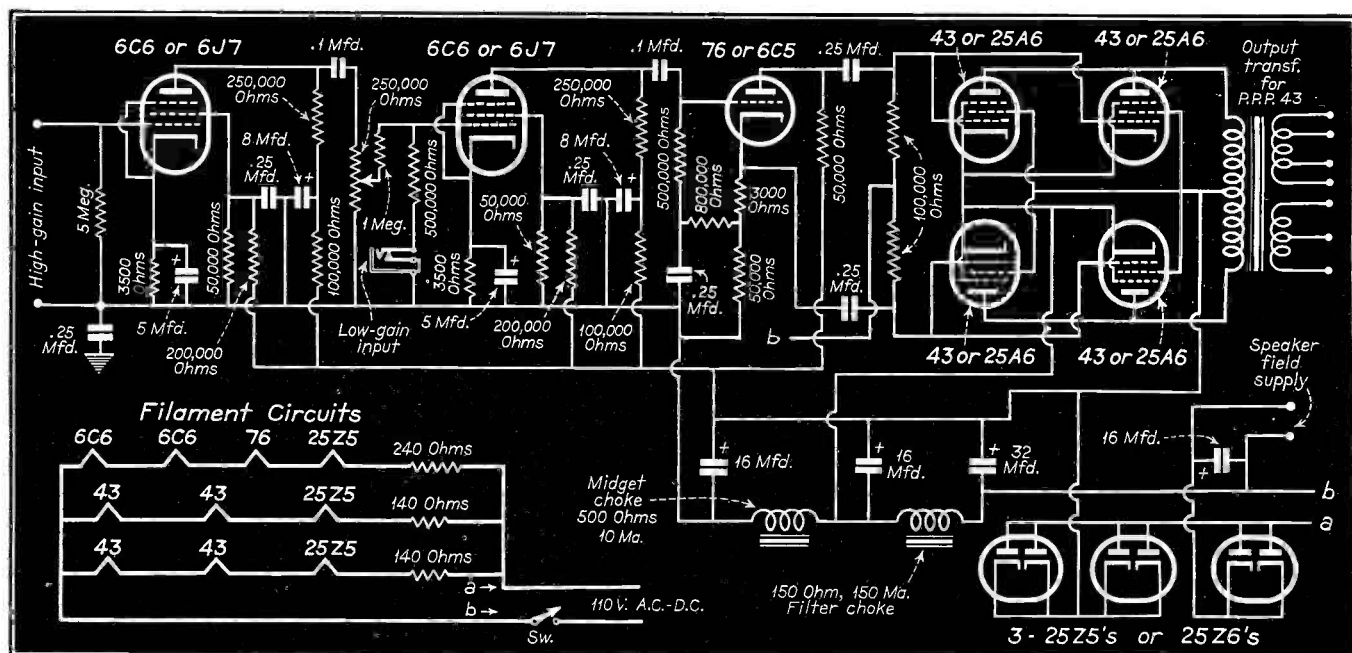 6C6 or 6J7
.1 Mfd.
6C6 or 6J7
.1 Mfd.
76 or 6C5
.25 Mfd.
43 or 25A6
43 or 25A6
Output
transf.
for
P.P.P. 43
250,000
Ohms
250,000
Ohms
250,000
Ohms
8 Mfd.
+
.25
Mfd.
8 Mfd.
+
.25
Mfd.
High-gain input
5 Meg.
3500
Ohms
+
5 Mfd.
50,000 Ohms
200,000
Ohms
100,000 Ohms
1 Meg.
500,000 Ohms
Low-gain
input
50,000
Ohms
3500
Ohms
+
5 Mfd.
200,000
Ohms
100,000
Ohms
500,000 Ohms
800,000
Ohms
3000
Ohms
50,000
Ohms
.25
Mfd.
50,000 Ohms
100,000 Ohms
.25
Mfd.
b
.25
Mfd.
43 or 25A6
43 or 25A6
Speaker
field
supply
Filament Circuits
6C6
6C6
76
25Z5
240 Ohms
43
43
25Z5
140 Ohms
43
43
25Z5
140 Ohms
a →
b →
Sw.
110 V. A.C.-D.C.
+
16 Mfd.
+
16
Mfd.
+
32
Mfd.
16 Mfd.
+
Midget
choke
500 Ohms
10 Ma.
150 Ohm, 150 Ma.
Filter choke
b
a
3 - 25Z5's or 25Z6's